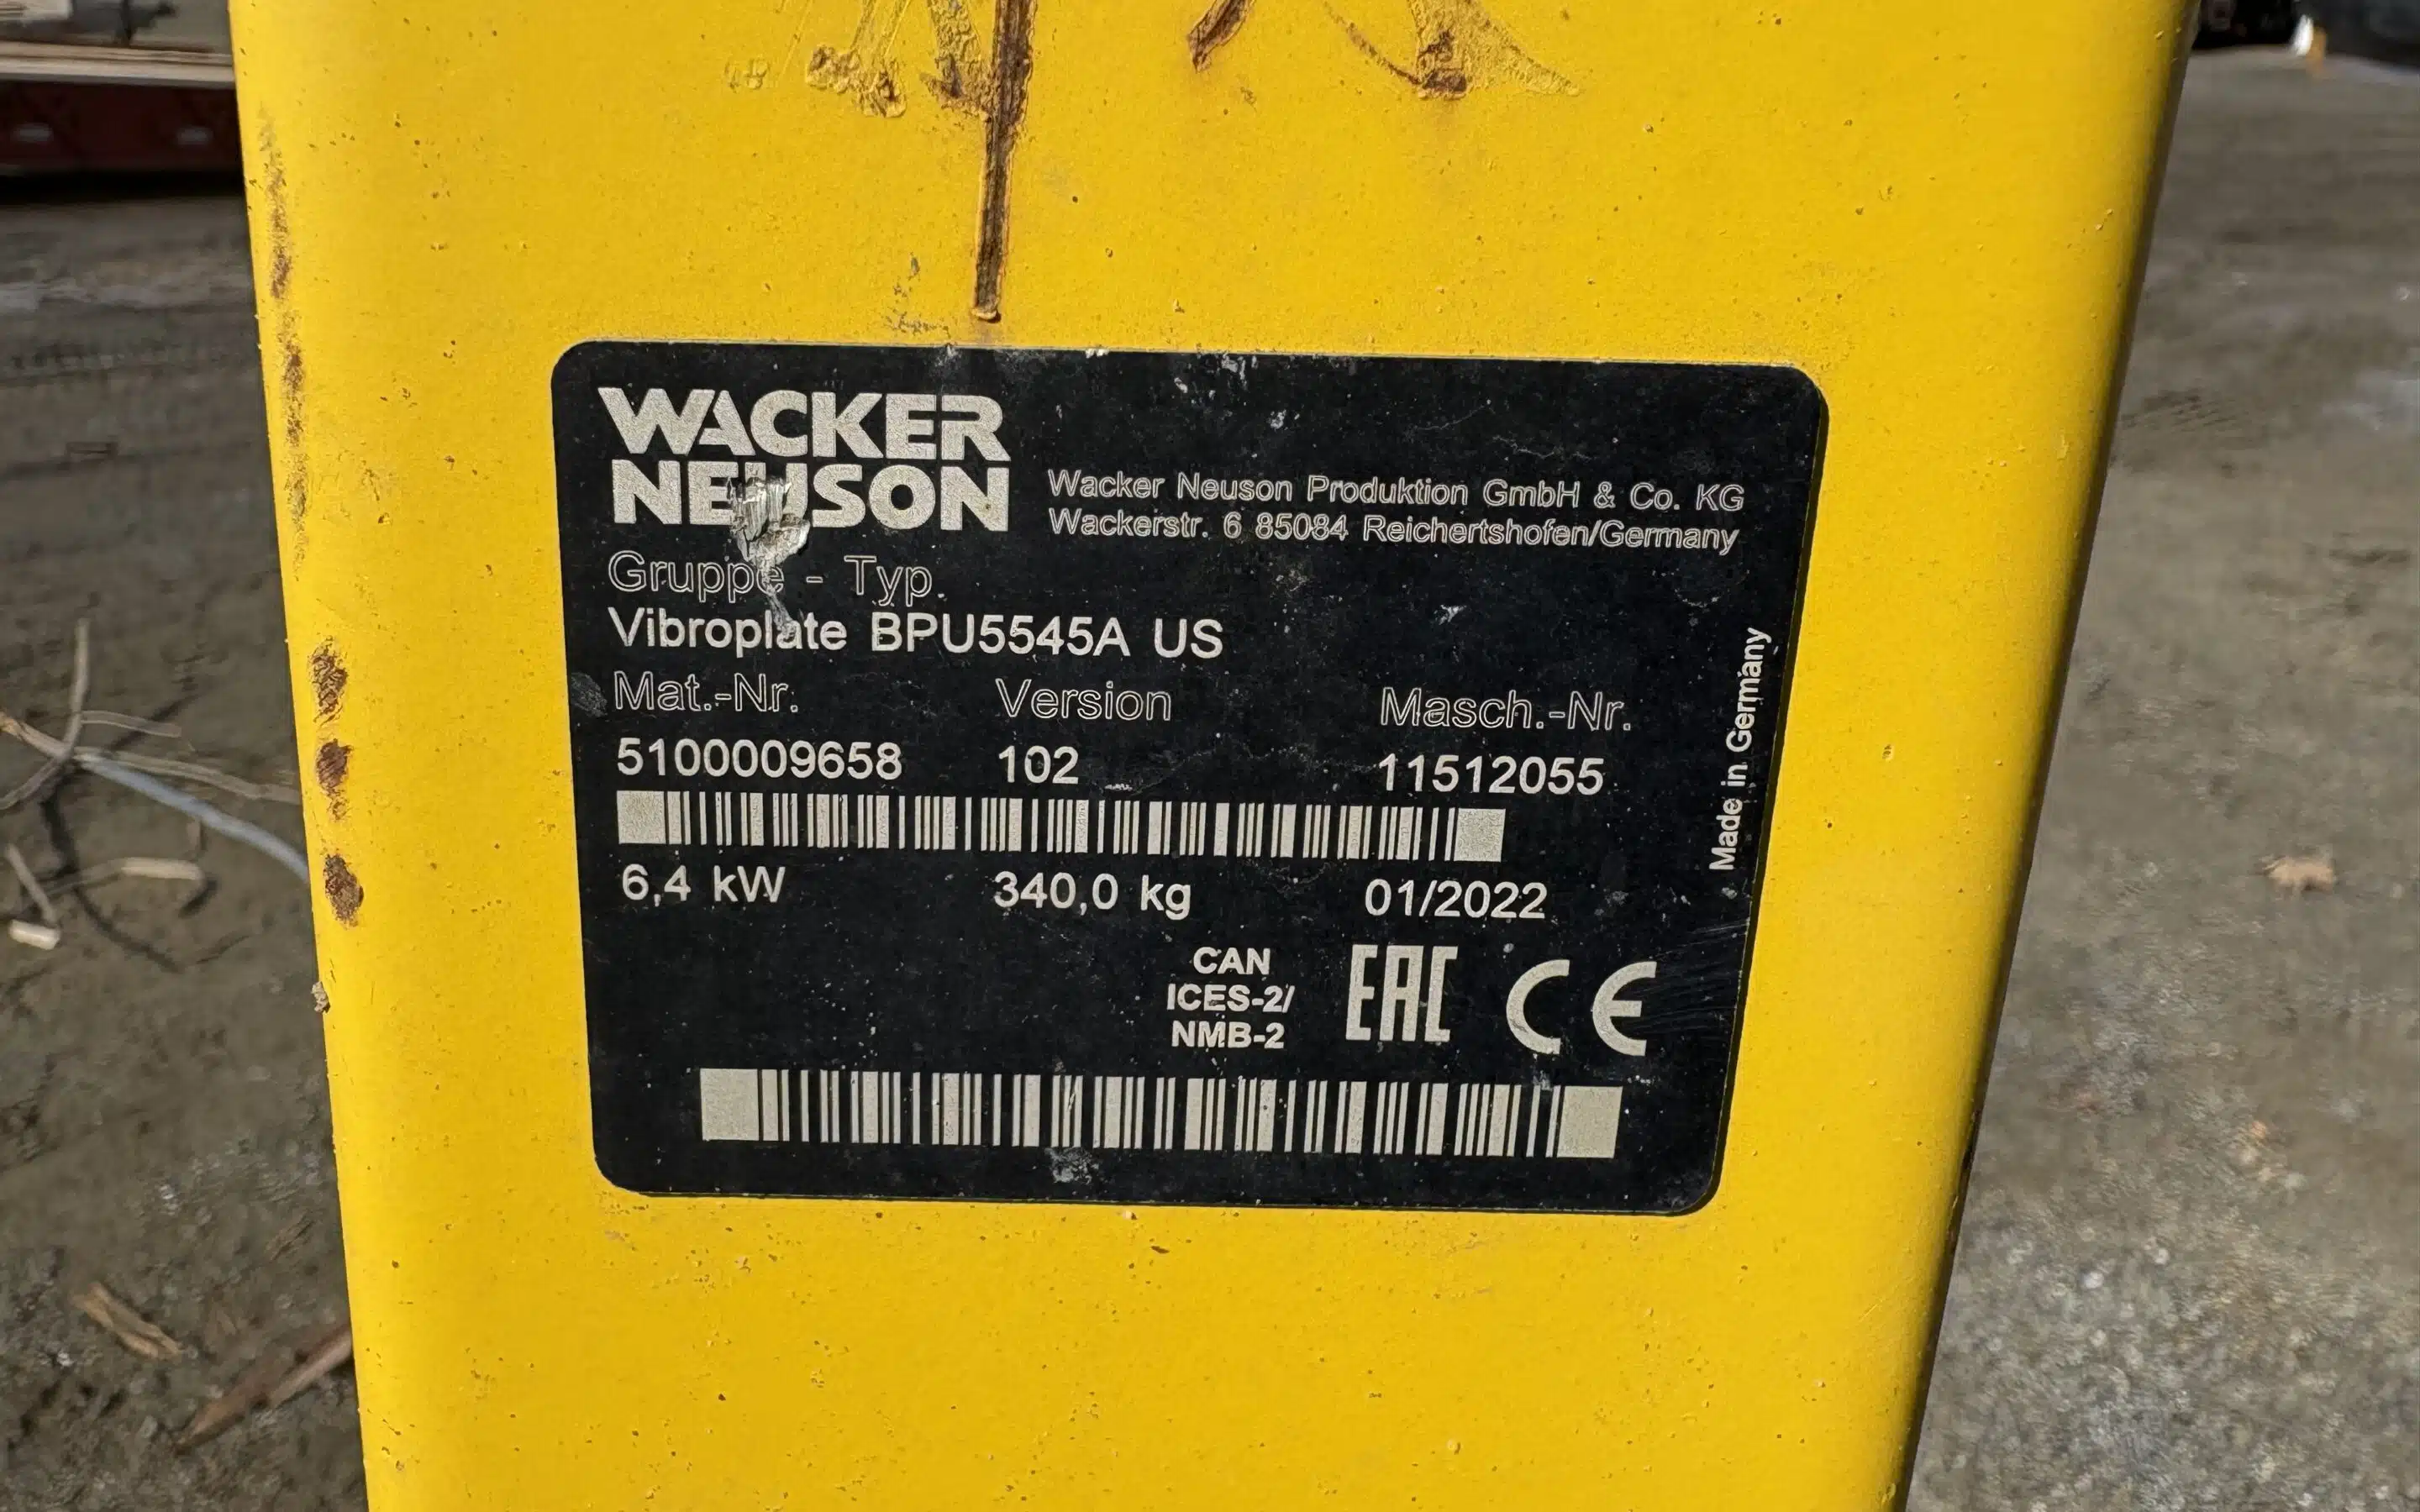 WACKER
NEUSON
Wacker Neuson Produktion GmbH & Co. KG
Wackerstr. 6 85084 Reichertshofen/Germany
Gruppe - Typ.
Vibroplate BPU5545A US
Mat.-Nr. Version Masch.-Nr.
5100009658 102 11512055
6,4 kW 340,0 kg 01/2022
Made in Germany
CAN
ICES-2/
NMB-2
EAC CE